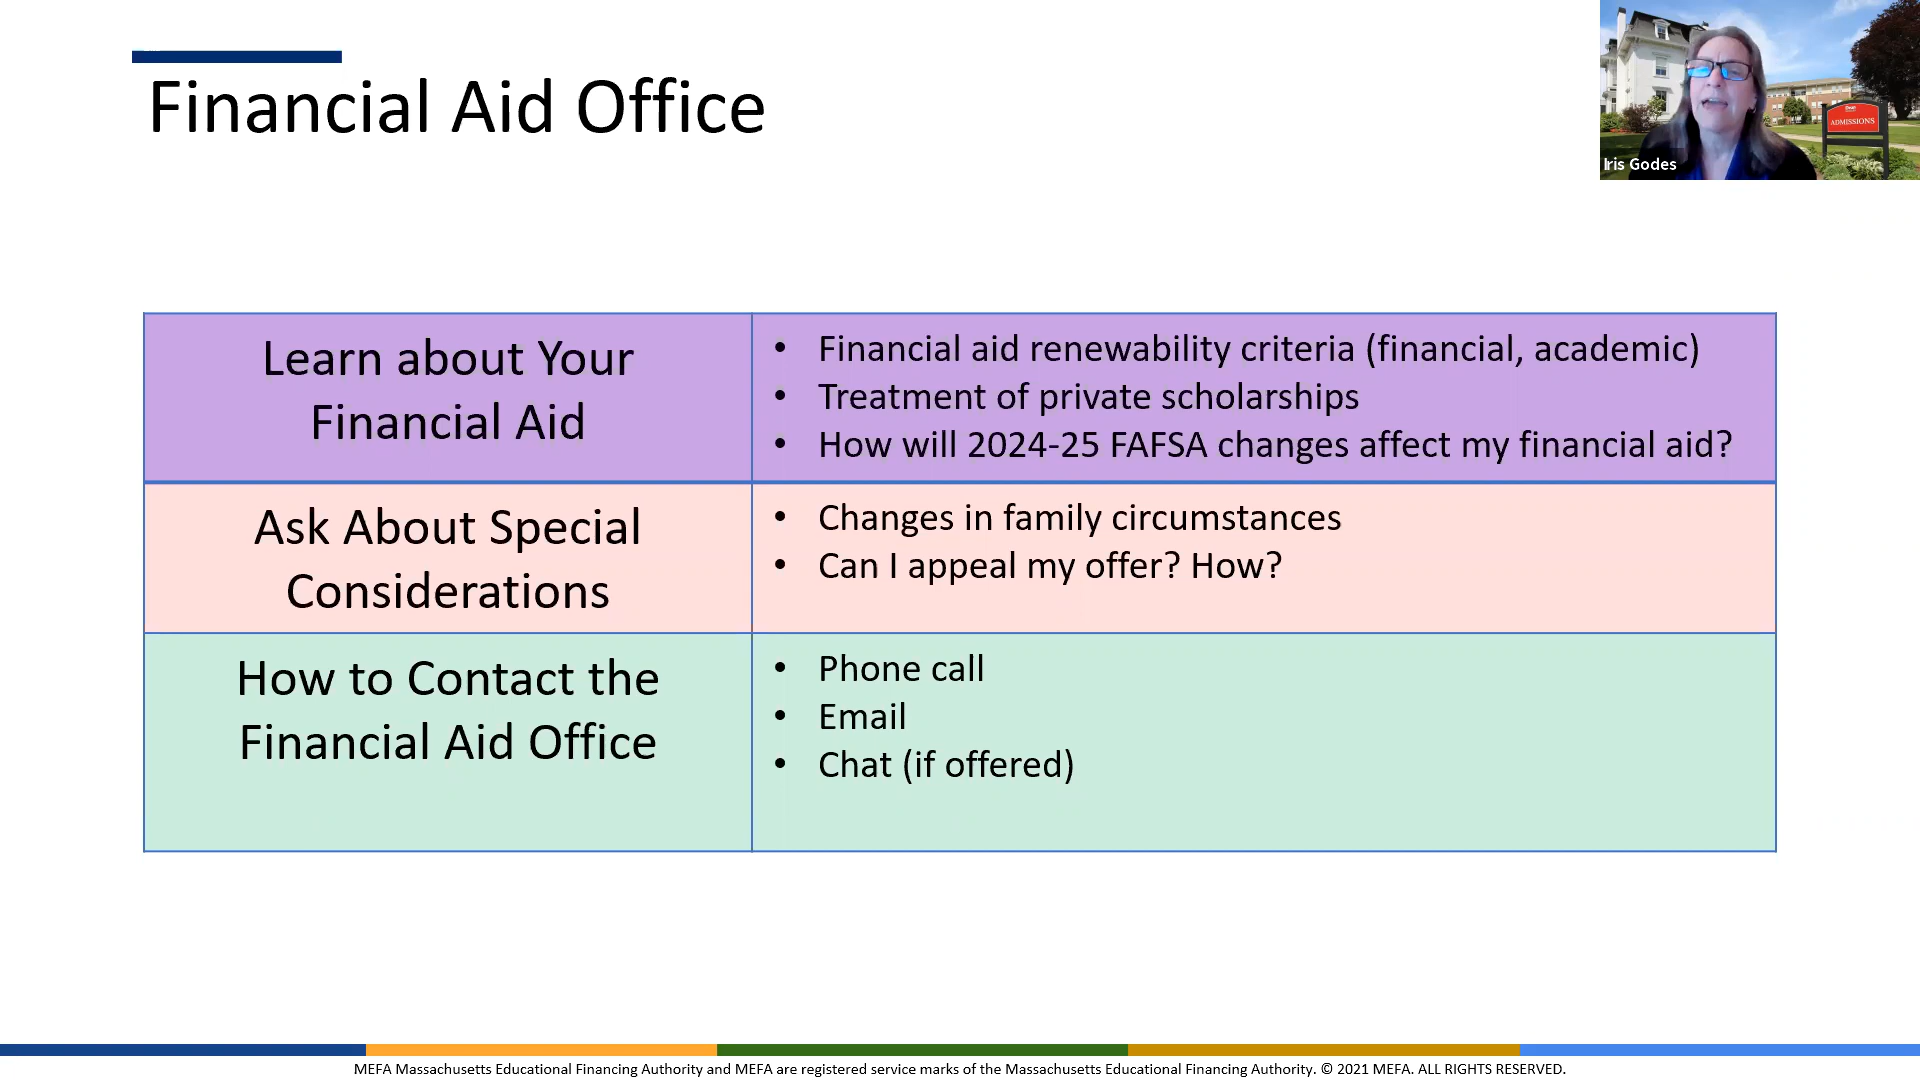 Financial Aid Office
ADMISSIONS
Iris Godes
Learn about Your
Financial Aid
• Financial aid renewability criteria (financial, academic)
• Treatment of private scholarships
• How will 2024-25 FAFSA changes affect my financial aid?
Ask About Special
Considerations
• Changes in family circumstances
• Can I appeal my offer? How?
How to Contact the
Financial Aid Office
• Phone call
• Email
• Chat (if offered)
MEFA Massachusetts Educational Financing Authority and MEFA are registered service marks of the Massachusetts Educational Financing Authority. © 2021 MEFA. ALL RIGHTS RESERVED.